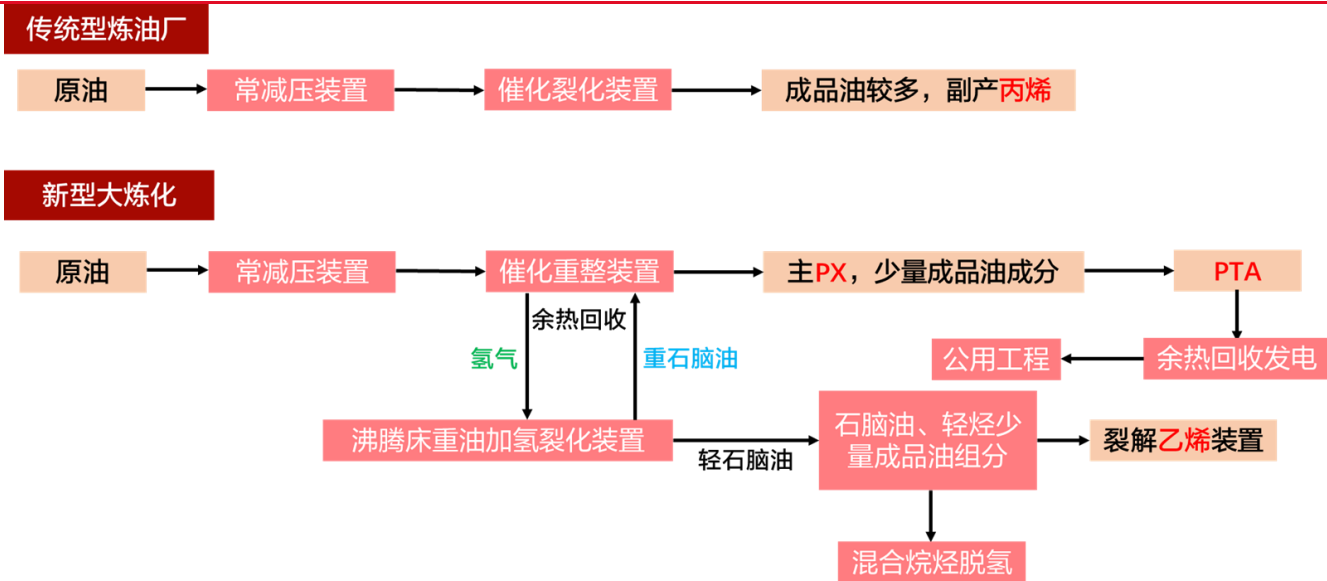 传统型炼油厂
原油
常减压装置
催化裂化装置
成品油较多，副产丙烯
新型大炼化
原油
常减压装置
催化重整装置
主PX，少量成品油成分
PTA
余热回收
氢气
重石脑油
公用工程
余热回收发电
沸腾床重油加氢裂化装置
轻石脑油
石脑油、轻烃少
量成品油组分
裂解乙烯装置
混合烷烃脱氢